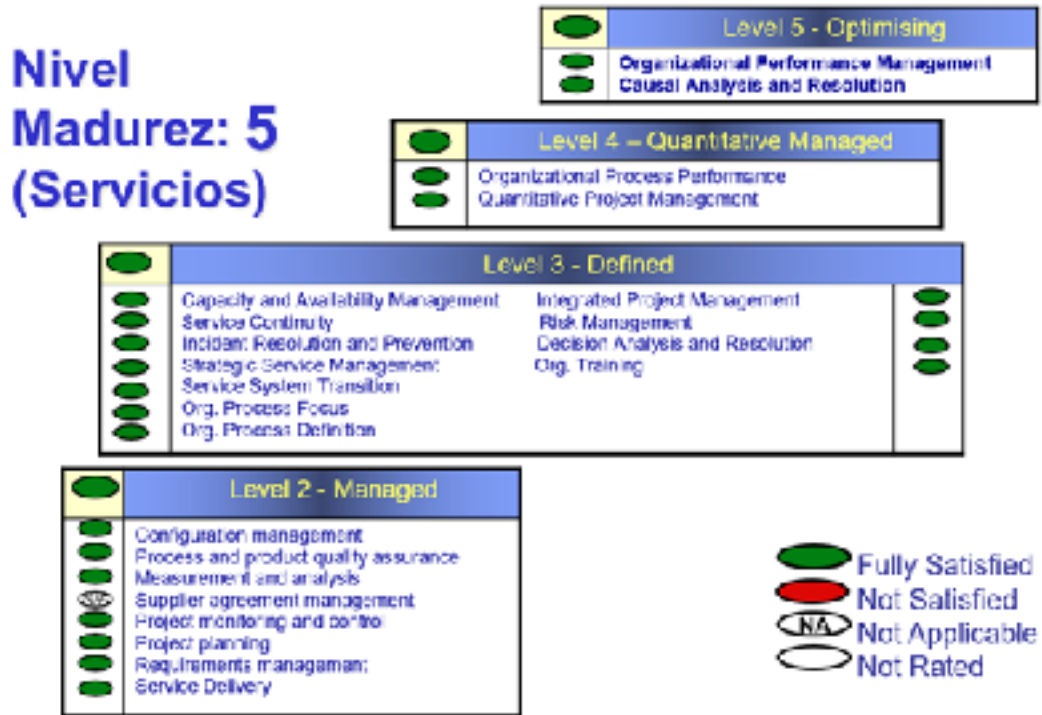 Nivel
Madurez: 5
(Servicios)
Level 5 - Optimising
Organizational Performance Management
Causal Analysis and Resolution
Level 4 – Quantitative Managed
Organizational Process Performance
Quantitative Project Management
Level 3 - Defined
Capacity and Availability Management
Service Continuity
Incident Resolution and Prevention
Strategic Service Management
Service System Transition
Org. Process Focus
Org. Process Definition
Integrated Project Management
Risk Management
Decision Analysis and Resolution
Org. Training
Level 2 - Managed
Configuration management
Process and product quality assurance
Measurement and analysis
NA
Supplier agreement management
Project monitoring and control
Project planning
Requirements management
Service Delivery
Fully Satisfied
Not Satisfied
NA Not Applicable
Not Rated